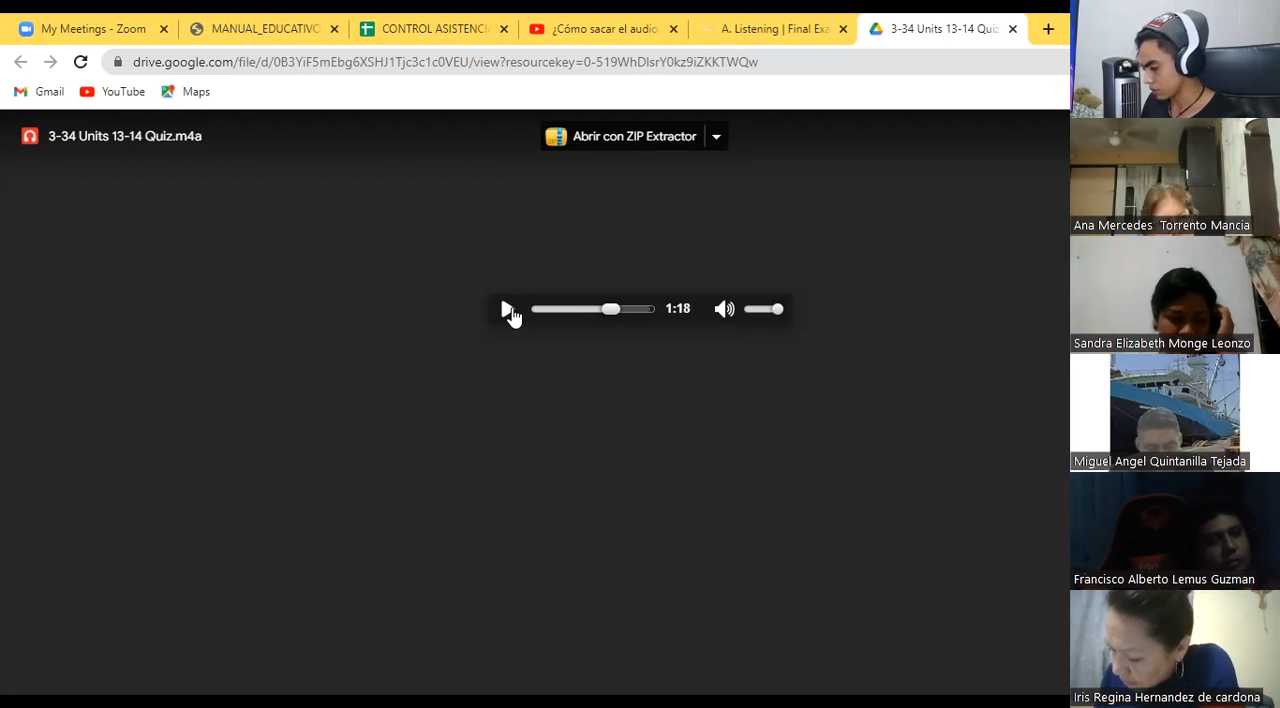 My Meetings - Zoom
MANUAL_EDUCATIVO
CONTROL ASISTENCIA
¿Cómo sacar el audio
A. Listening | Final Exa
3-34 Units 13-14 Quiz.
drive.google.com/file/d/0B3YiF5mEbg6XSHJ1Tjc3c1c0VEU/view?resourcekey=0-519WhDlsrY0kz9iZKKTWQw
Gmail
YouTube
Maps
3-34 Units 13-14 Quiz.m4a
Abrir con ZIP Extractor
1:18
Ana Mercedes Torrento Mancia
Sandra Elizabeth Monge Leonzo
Miguel Angel Quintanilla Tejada
Francisco Alberto Lemus Guzman
Iris Regina Hernandez de cardona